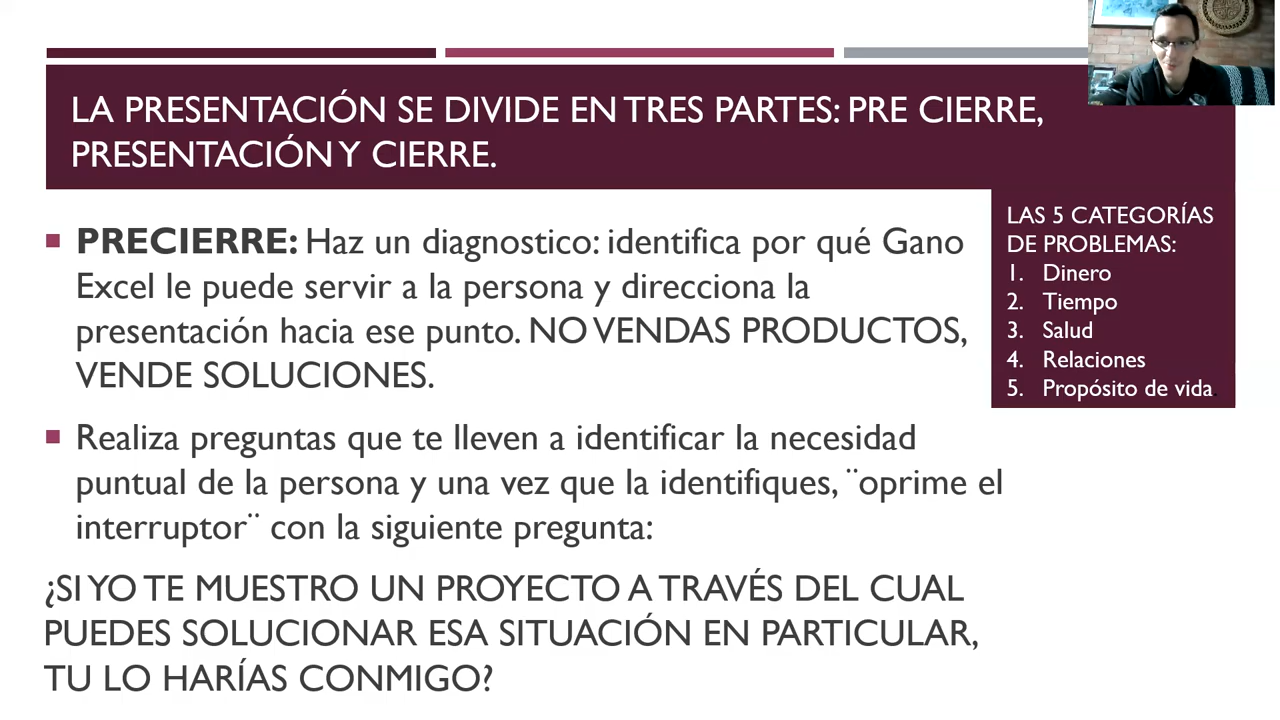 LA PRESENTACIÓN SE DIVIDE EN TRES PARTES: PRE CIERRE,
PRESENTACIÓN Y CIERRE.
PRECIERRE: Haz un diagnostico: identifica por qué Gano
Excel le puede servir a la persona y direcciona la
presentación hacia ese punto. NO VENDAS PRODUCTOS,
VENDE SOLUCIONES.
Realiza preguntas que te lleven a identificar la necesidad
puntual de la persona y una vez que la identifiques, ¨oprime el
interruptor¨ con la siguiente pregunta:
¿SI YO TE MUESTRO UN PROYECTO A TRAVÉS DEL CUAL
PUEDES SOLUCIONAR ESA SITUACIÓN EN PARTICULAR,
TU LO HARÍAS CONMIGO?
LAS 5 CATEGORÍAS
DE PROBLEMAS:
1. Dinero
2. Tiempo
3. Salud
4. Relaciones
5. Propósito de vida